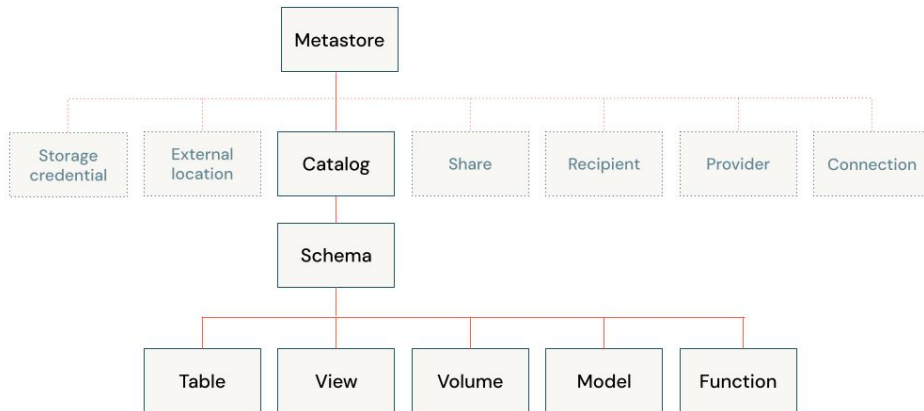 Metastore
Storage
credential
External
location
Catalog
Share
Recipient
Provider
Connection
Schema
Table
View
Volume
Model
Function